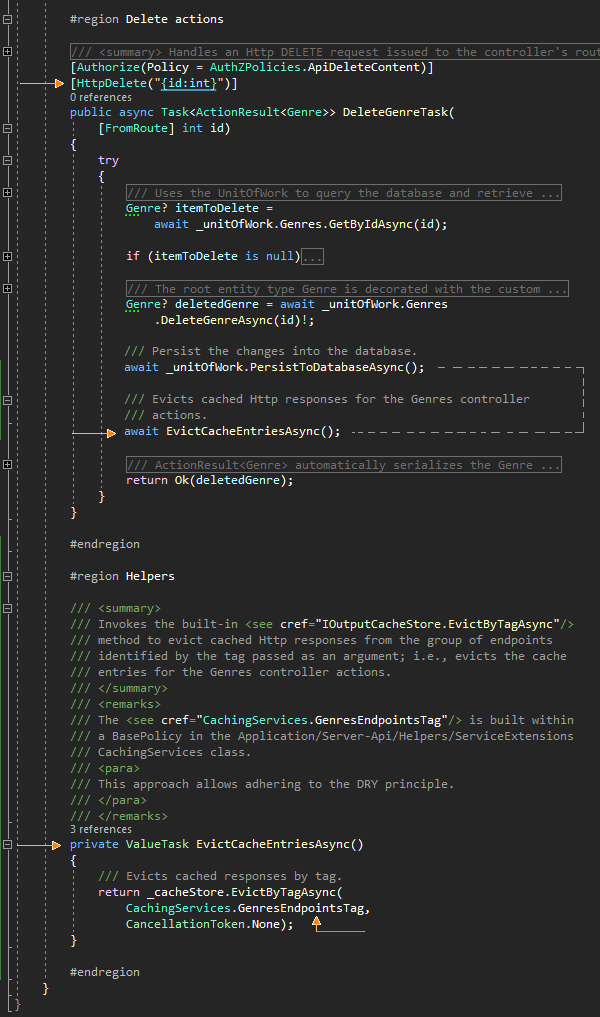 #region Delete actions
/// <summary> Handles an Http DELETE request issued to the controller's rout
[Authorize(Policy = AuthZPolicies.ApiDeleteContent)]
[HttpDelete("{id:int}")]
0 references
public async Task<ActionResult<Genre>> DeleteGenreTask(
[FromRoute] int id)
{
try
{
/// Uses the UnitOfWork to query the database and retrieve ...
Genre? itemToDelete =
await _unitOfWork.Genres.GetByIdAsync(id);
if (itemToDelete is null)...
/// The root entity type Genre is decorated with the custom ...
Genre? deletedGenre = await _unitOfWork.Genres
.DeleteGenreAsync(id)!;
/// Persist the changes into the database.
await _unitOfWork.PersistToDatabaseAsync();
/// Evicts cached Http responses for the Genres controller
/// actions.
await EvictCacheEntriesAsync();
/// ActionResult<Genre> automatically serializes the Genre ...
return Ok(deletedGenre);
}
}
#endregion
#region Helpers
/// <summary>
/// Invokes the built-in <see cref="IOutputCacheStore.EvictByTagAsync"/>
/// method to evict cached Http responses from the group of endpoints
/// identified by the tag passed as an argument; i.e., evicts the cache
/// entries for the Genres controller actions.
/// </summary>
/// <remarks>
/// The <see cref="CachingServices.GenresEndpointsTag"/> is built within
/// a BasePolicy in the Application/Server-Api/Helpers/ServiceExtensions
/// CachingServices class.
/// <para>
/// This approach allows adhering to the DRY principle.
/// </para>
/// </remarks>
3 references
private ValueTask EvictCacheEntriesAsync()
{
/// Evicts cached responses by tag.
return _cacheStore.EvictByTagAsync(
CachingServices.GenresEndpointsTag,
CancellationToken.None);
}
#endregion
}
}